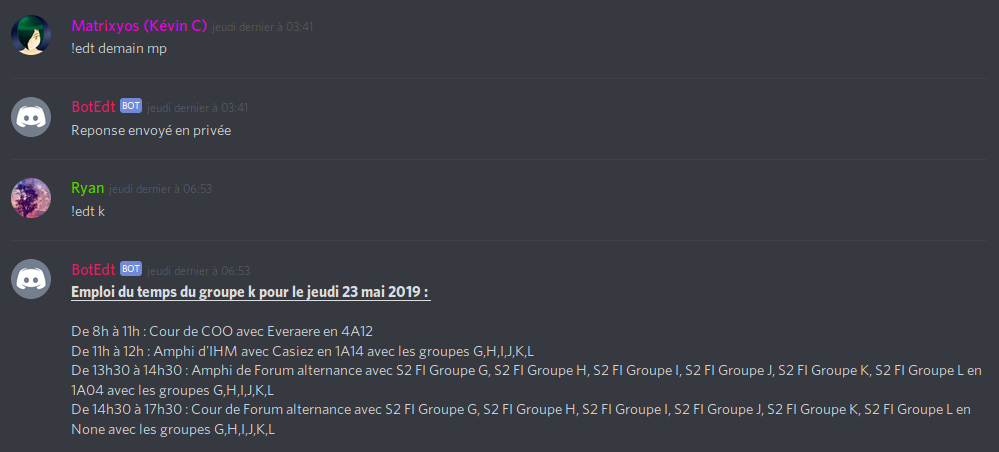 Matrixyos (Kévin C) jeudi dernier à 03:41
!edt demain mp
BotEdt BOT jeudi dernier à 03:41
Reponse envoyé en privée
Ryan jeudi dernier à 06:53
!edt k
BotEdt BOT jeudi dernier à 06:53
Emploi du temps du groupe k pour le jeudi 23 mai 2019 :
De 8h à 11h : Cour de COO avec Everaere en 4A12
De 11h à 12h : Amphi d'IHM avec Casiez en 1A14 avec les groupes G,H,I,J,K,L
De 13h30 à 14h30 : Amphi de Forum alternance avec S2 FI Groupe G, S2 FI Groupe H, S2 FI Groupe I, S2 FI Groupe J, S2 FI Groupe K, S2 FI Groupe L en
1A04 avec les groupes G,H,I,J,K,L
De 14h30 à 17h30 : Cour de Forum alternance avec S2 FI Groupe G, S2 FI Groupe H, S2 FI Groupe I, S2 FI Groupe J, S2 FI Groupe K, S2 FI Groupe L en
None avec les groupes G,H,I,J,K,L